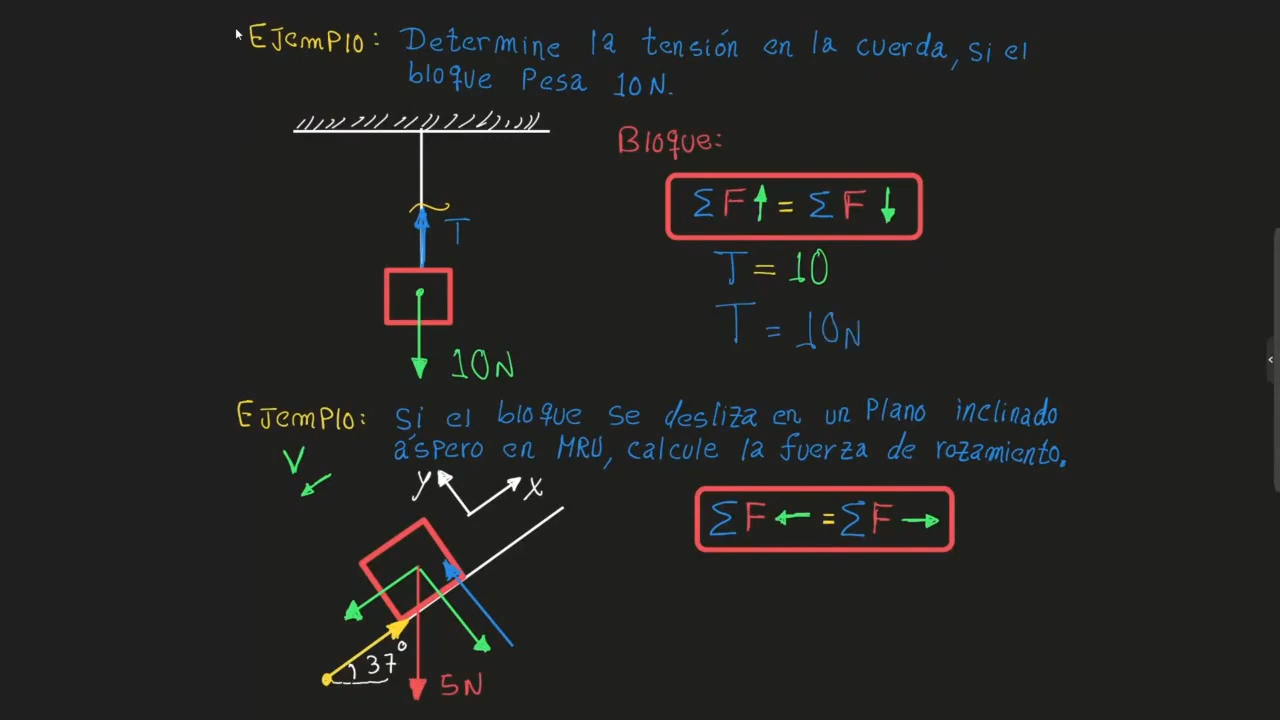 Ejemplo: Determine la tensión en la cuerda, si el
bloque Pesa 10N.
Bloque:
ΣF↑ = ΣF↓
T
T = 10
T = 10N
10N
Ejemplo: Si el bloque se desliza en un Plano inclinado
áspero en MRU, calcule la fuerza de rozamiento.
V
y
x
ΣF← = ΣF→
37°
5N